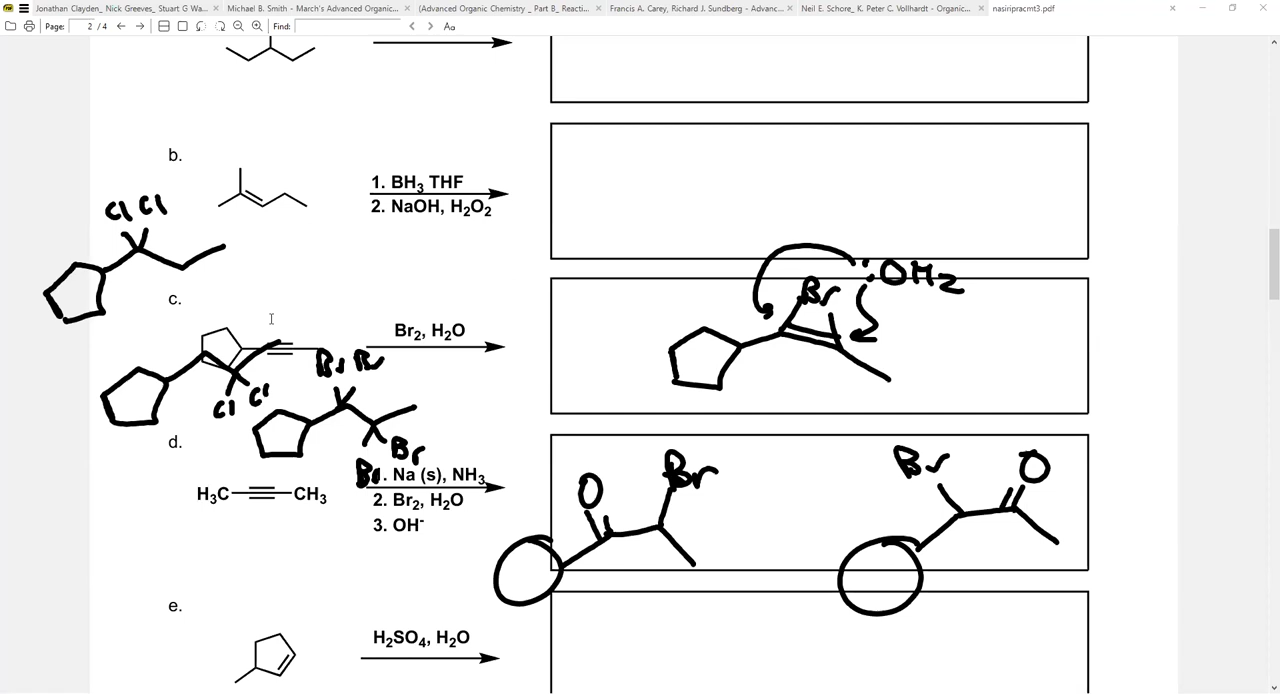 Jonathan Clayden_ Nick Greeves_ Stuart G Wa...
Michael B. Smith - March's Advanced Organic...
(Advanced Organic Chemistry _ Part B_ Reacti...
Francis A. Carey, Richard J. Sundberg - Advanc...
Neil E. Schore_ K. Peter C. Vollhardt - Organic...
nasiripracmt3.pdf
Page: 2 / 4
Find:
Aa
b.
1. BH3 THF
2. NaOH, H2O2
Cl Cl
c.
Br2, H2O
Br
:OH2
Br Br
Cl Cl
Br
Br
d.
H3C CH3
1. Na (s), NH3
2. Br2, H2O
3. OH-
O
Br
Br
O
e.
H2SO4, H2O